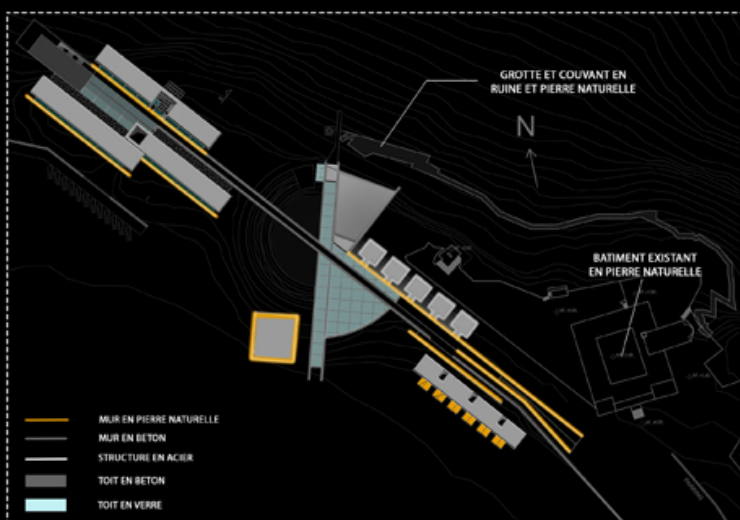 GROTTE ET COUVANT EN
RUINE ET PIERRE NATURELLE
N
BATIMENT EXISTANT
EN PIERRE NATURELLE
MUR EN PIERRE NATURELLE
MUR EN BETON
STRUCTURE EN ACIER
TOIT EN BETON
TOIT EN VERRE